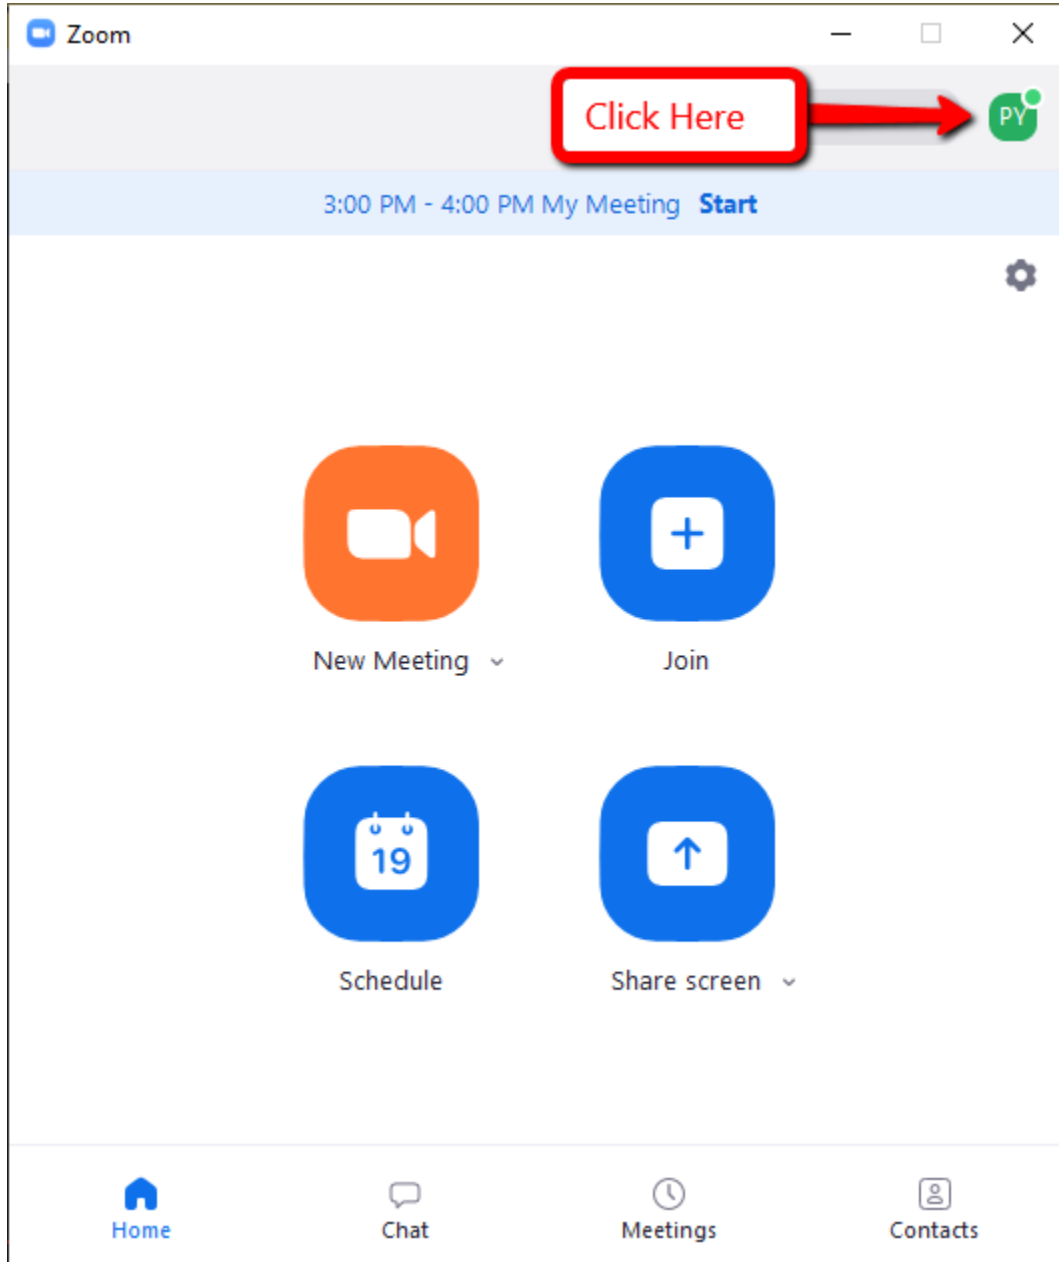 Zoom
Click Here
PY
3:00 PM - 4:00 PM My Meeting Start
New Meeting
Join
19
Schedule
Share screen
Home
Chat
Meetings
Contacts